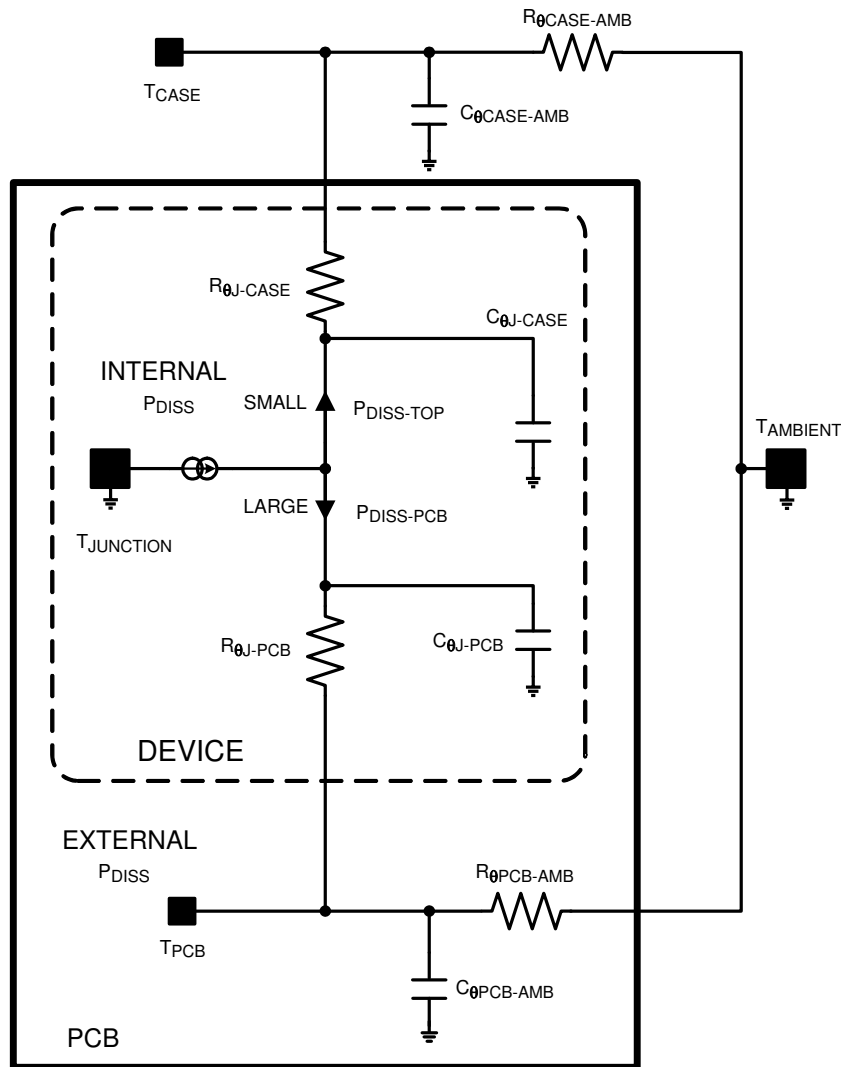 RθCASE-AMB
TCASE
CθCASE-AMB
RθJ-CASE
CθJ-CASE
INTERNAL
PDISS
SMALL
PDISS-TOP
TAMBIENT
LARGE
PDISS-PCB
TJUNCTION
RθJ-PCB
CθJ-PCB
DEVICE
EXTERNAL
PDISS
RθPCB-AMB
TPCB
CθPCB-AMB
PCB